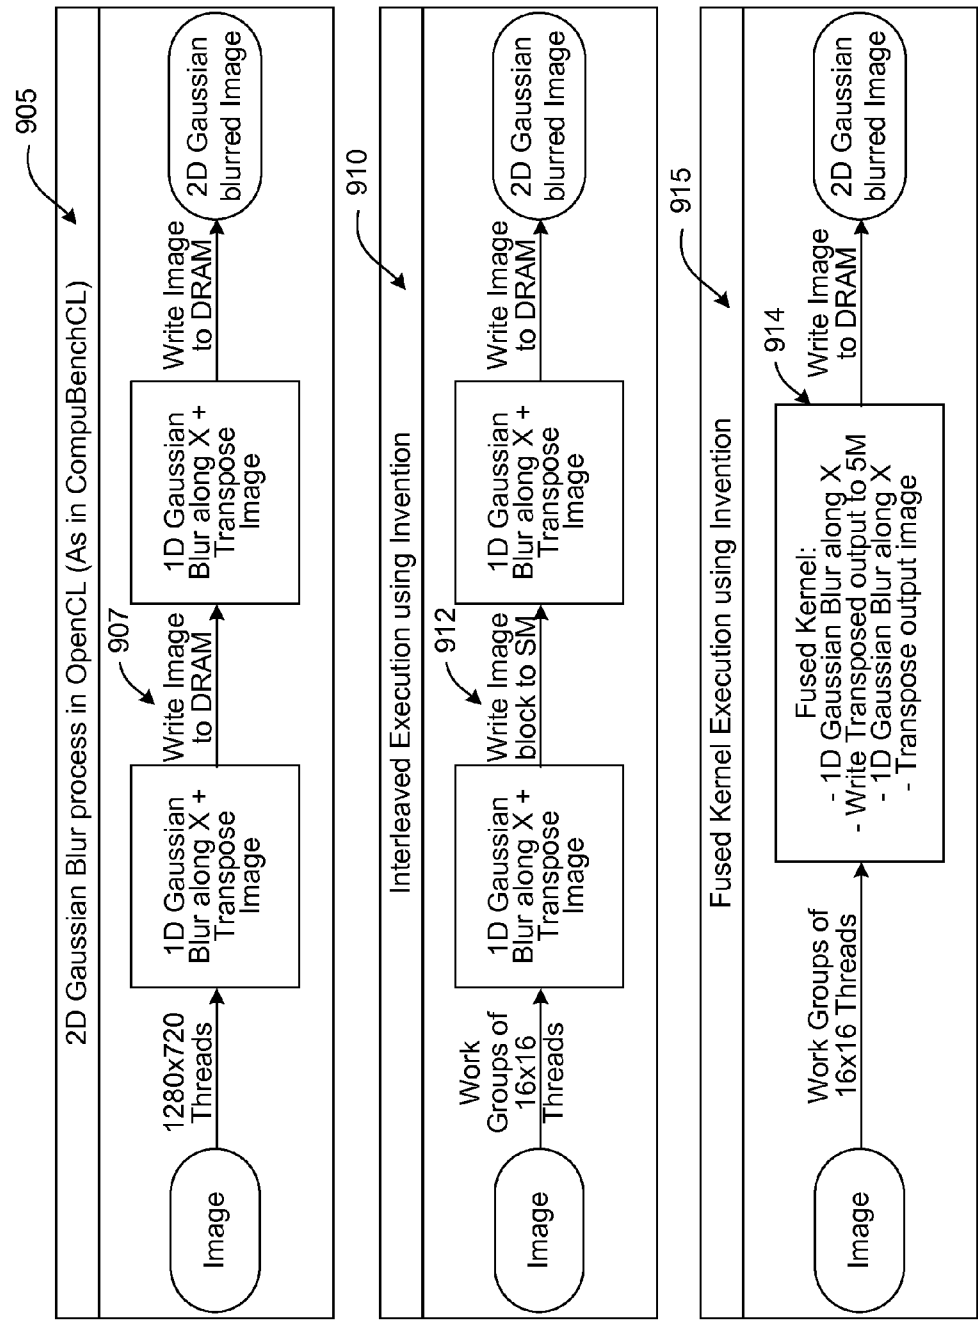 905
2D Gaussian Blur process in OpenCL (As in CompuBenchCL)
Image
1280x720
Threads
1D Gaussian
Blur along X +
Transpose
Image
907
Write Image
to DRAM
1D Gaussian
Blur along X +
Transpose
Image
Write Image
to DRAM
2D Gaussian
blurred Image
910
Interleaved Execution using Invention
Image
Work
Groups of
16x16
Threads
1D Gaussian
Blur along X +
Transpose
Image
912
Write Image
block to SM
1D Gaussian
Blur along X +
Transpose
Image
Write Image
to DRAM
2D Gaussian
blurred Image
915
Fused Kernel Execution using Invention
Image
Work Groups of
16x16 Threads
914
Fused Kernel:
- 1D Gaussian Blur along X
- Write Transposed output to 5M
- 1D Gaussian Blur along X
- Transpose output image
Write Image
to DRAM
2D Gaussian
blurred Image